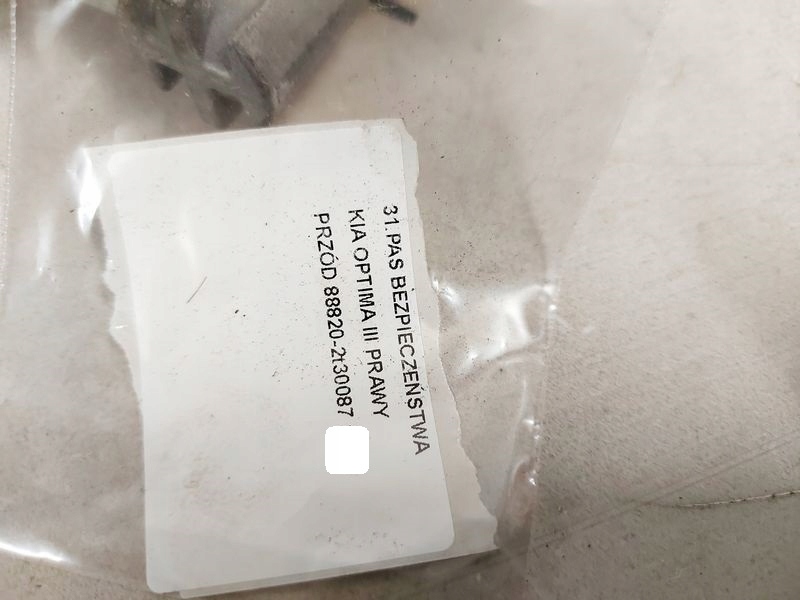 31.PAS BEZPIECZEŃSTWA
KIA OPTIMA III PRAWY
PRZÓD 88820-2t30087